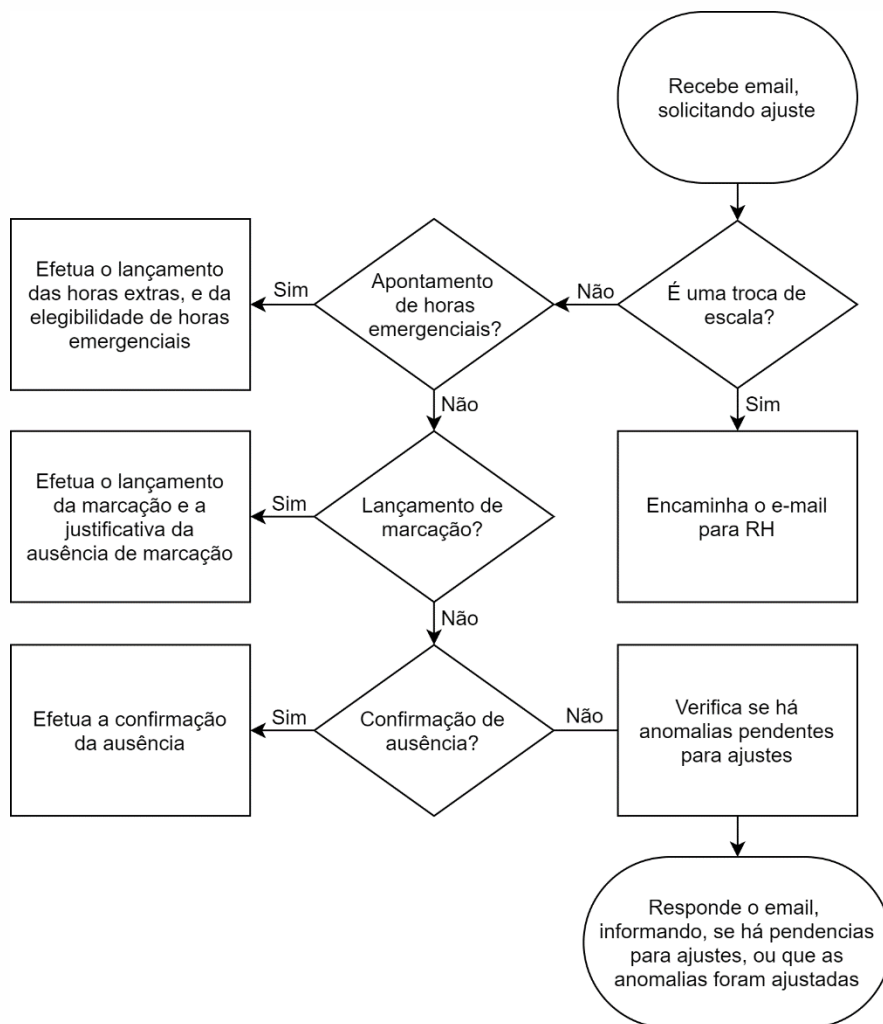 Recebe email,
solicitando ajuste
É uma troca de
escala?
Sim
Encaminha o e-mail
para RH
Não
Apontamento
de horas
emergenciais?
Sim
Efetua o lançamento
das horas extras, e da
elegibilidade de horas
emergenciais
Não
Lançamento de
marcação?
Sim
Efetua o lançamento
da marcação e a
justificativa da
ausência de marcação
Não
Confirmação de
ausência?
Sim
Efetua a confirmação
da ausência
Não
Verifica se há
anomalias pendentes
para ajustes
Responde o email,
informando, se há pendencias
para ajustes, ou que as
anomalias foram ajustadas